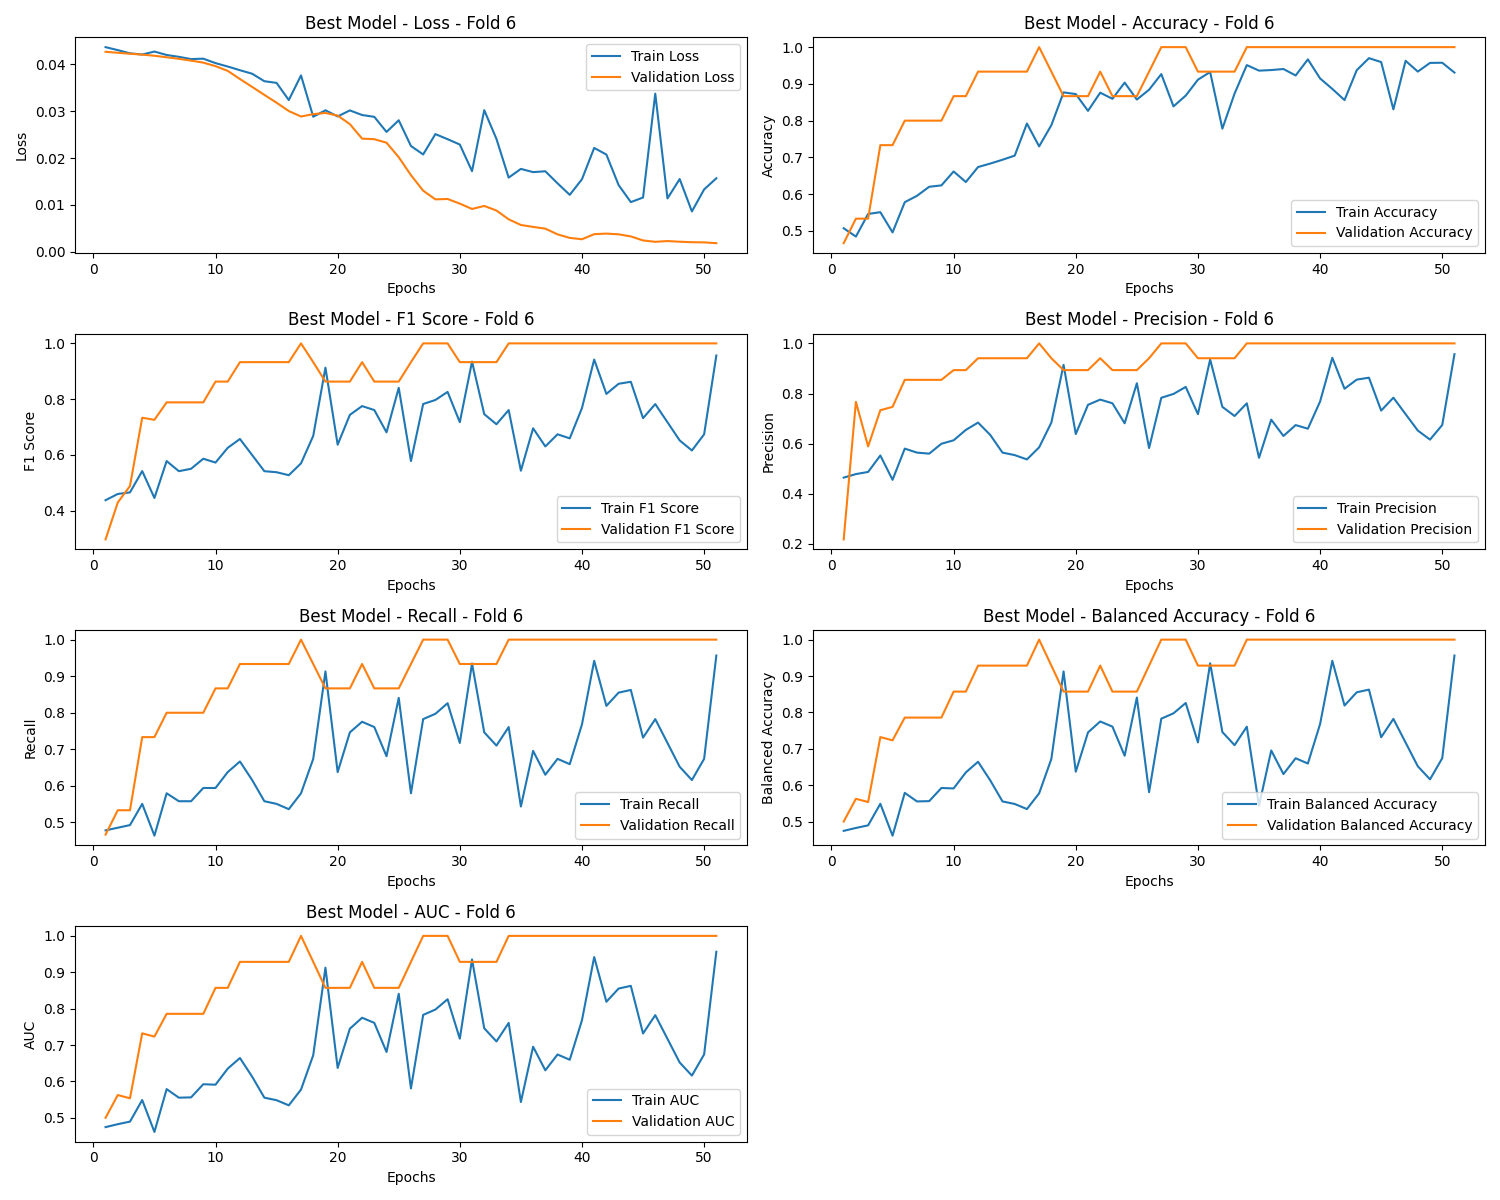 Best Model - Loss - Fold 6
Loss
0.04
0.03
0.02
0.01
0.00
Train Loss
Validation Loss
0 10 20 30 40 50
Epochs
Best Model - Accuracy - Fold 6
Accuracy
1.0
0.9
0.8
0.7
0.6
0.5
Train Accuracy
Validation Accuracy
0 10 20 30 40 50
Epochs
Best Model - F1 Score - Fold 6
F1 Score
1.0
0.8
0.6
0.4
Train F1 Score
Validation F1 Score
0 10 20 30 40 50
Epochs
Best Model - Precision - Fold 6
Precision
1.0
0.8
0.6
0.4
0.2
Train Precision
Validation Precision
0 10 20 30 40 50
Epochs
Best Model - Recall - Fold 6
Recall
1.0
0.9
0.8
0.7
0.6
0.5
Train Recall
Validation Recall
0 10 20 30 40 50
Epochs
Best Model - Balanced Accuracy - Fold 6
Balanced Accuracy
1.0
0.9
0.8
0.7
0.6
0.5
Train Balanced Accuracy
Validation Balanced Accuracy
0 10 20 30 40 50
Epochs
Best Model - AUC - Fold 6
AUC
1.0
0.9
0.8
0.7
0.6
0.5
Train AUC
Validation AUC
0 10 20 30 40 50
Epochs